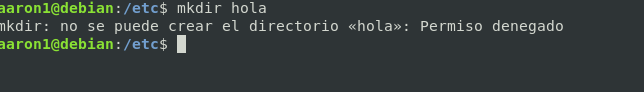 aaron1@debian:/etc$ mkdir hola
mkdir: no se puede crear el directorio «hola»: Permiso denegado
aaron1@debian:/etc$